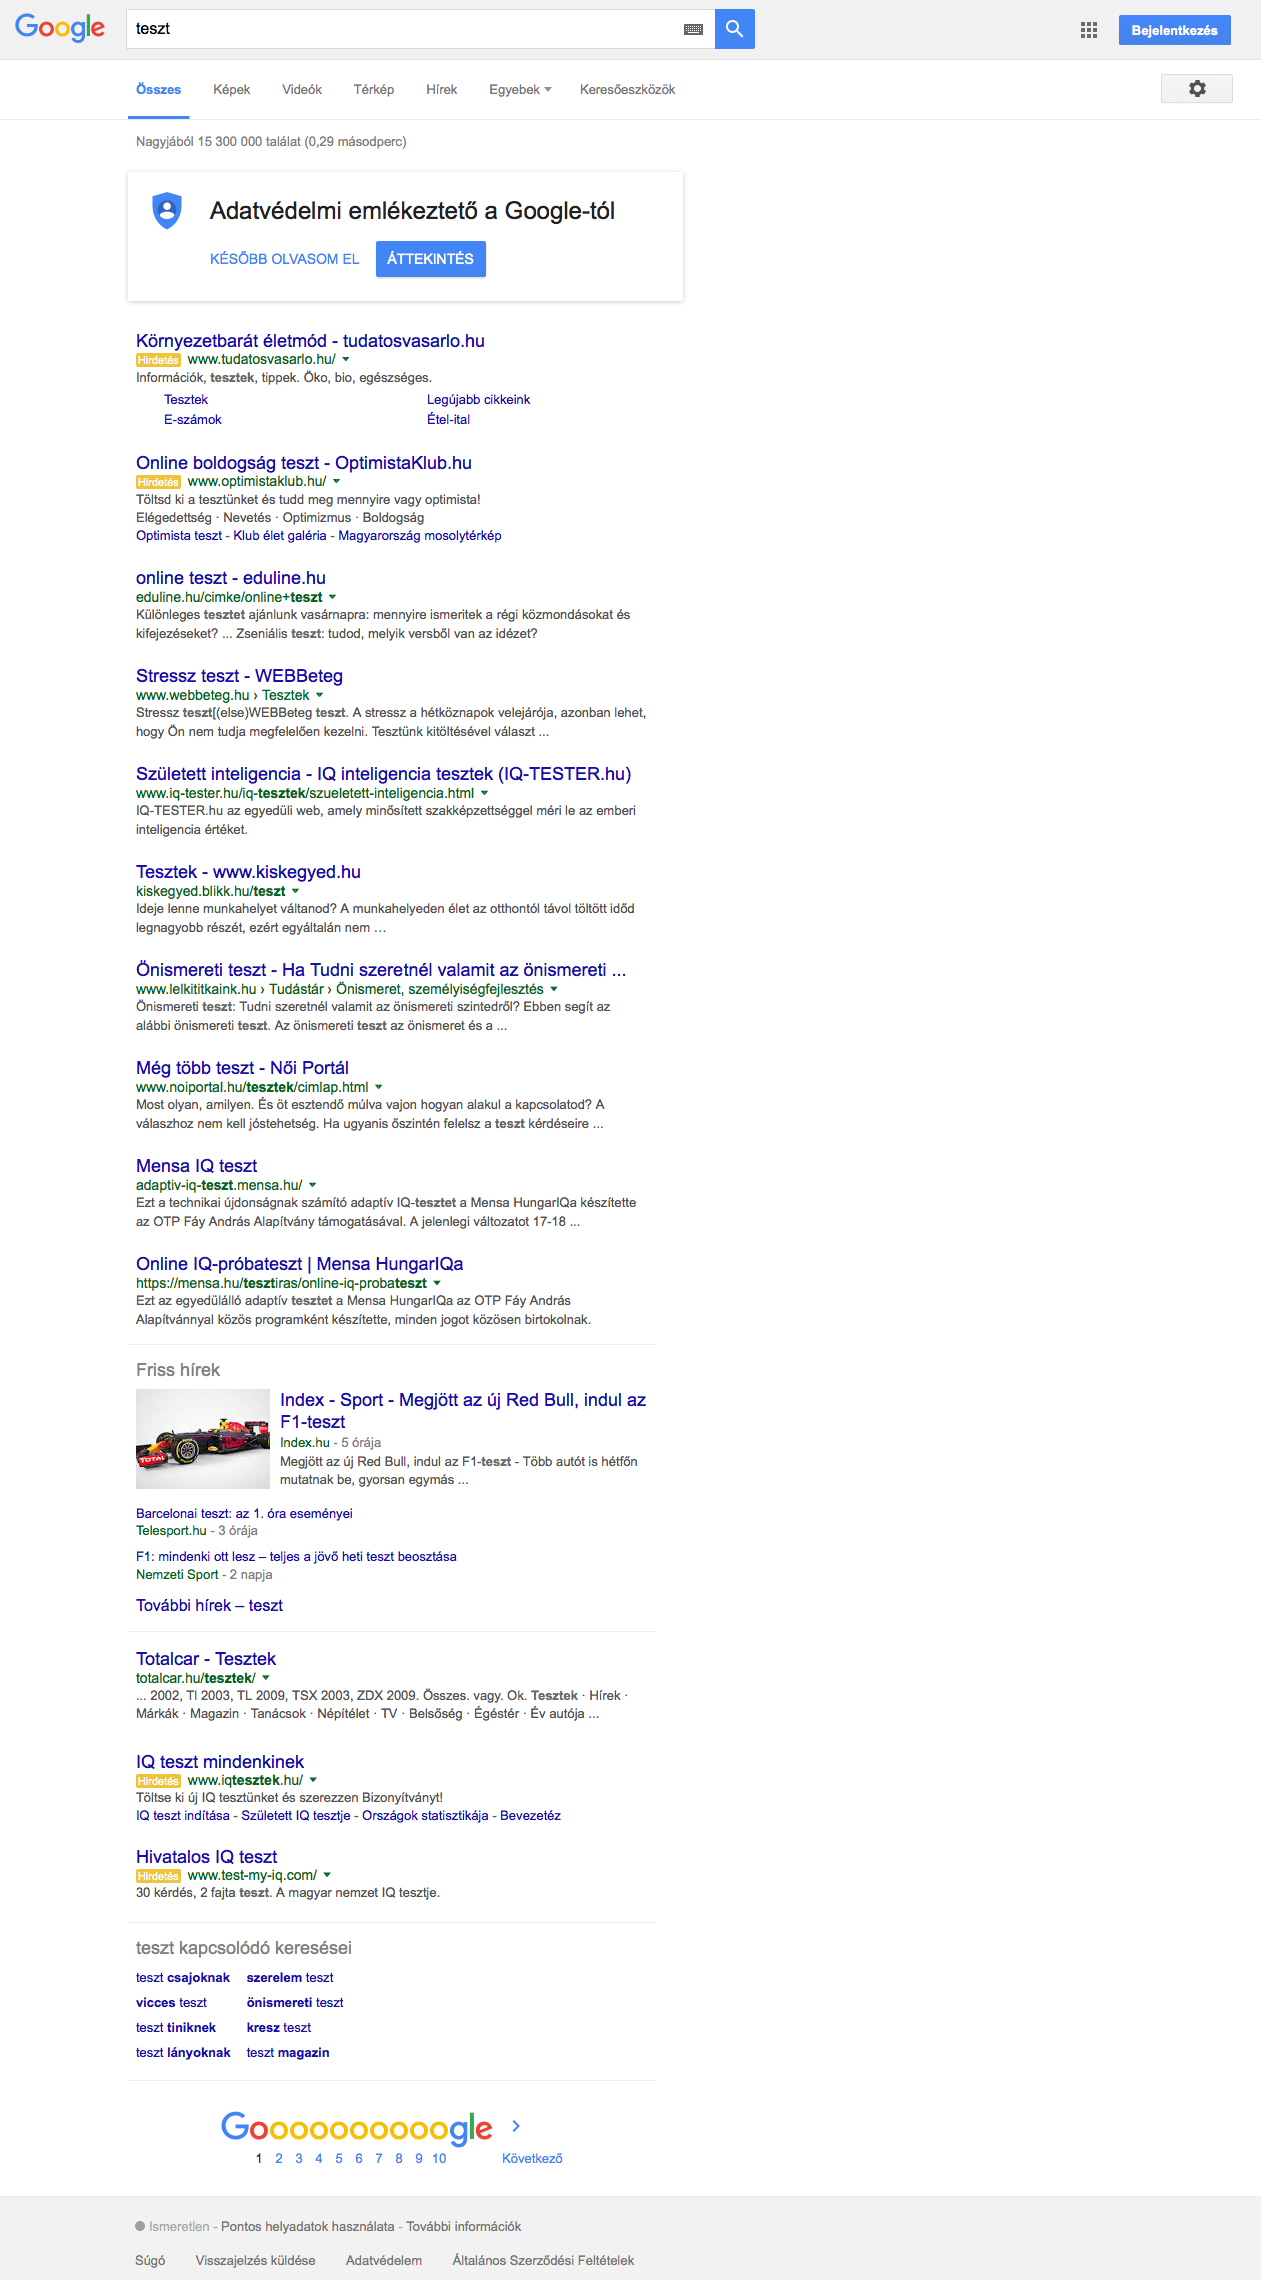 Google
teszt
Bejelentkezés
Összes Képek Videók Térkép Hírek Egyebek Keresőeszközök
Nagyjából 15 300 000 találat (0,29 másodperc)
Adatvédelmi emlékeztető a Google-tól
KÉSŐBB OLVASOM EL ÁTTEKINTÉS
Környezetbarát életmód - tudatosvasarlo.hu
Hirdetés www.tudatosvasarlo.hu/
Információk, tesztek, tippek. Öko, bio, egészséges.
Tesztek Legújabb cikkeink
E-számok Étel-ital
Online boldogság teszt - OptimistaKlub.hu
Hirdetés www.optimistaklub.hu/
Töltsd ki a tesztünket és tudd meg mennyire vagy optimista!
Elégedettség · Nevetés · Optimizmus · Boldogság
Optimista teszt - Klub élet galéria - Magyarország mosolytérkép
online teszt - eduline.hu
eduline.hu/cimke/online+teszt
Különleges tesztet ajánlunk vasárnapra: mennyire ismeritek a régi közmondásokat és
kifejezéseket? ... Zseniális teszt: tudod, melyik versből van az idézet?
Stressz teszt - WEBBeteg
www.webbeteg.hu › Tesztek
Stressz teszt[(else)WEBBeteg teszt. A stressz a hétköznapok velejárója, azonban lehet,
hogy Ön nem tudja megfelelően kezelni. Tesztünk kitöltésével választ ...
Született inteligencia - IQ inteligencia tesztek (IQ-TESTER.hu)
www.iq-tester.hu/iq-tesztek/szueletett-inteligencia.html
IQ-TESTER.hu az egyedüli web, amely minősített szakképzettséggel méri le az emberi
inteligencia értéket.
Tesztek - www.kiskegyed.hu
kiskegyed.blikk.hu/teszt
Ideje lenne munkahelyet váltanod? A munkahelyeden élet az otthontól távol töltött időd
legnagyobb részét, ezért egyáltalán nem …
Önismereti teszt - Ha Tudni szeretnél valamit az önismereti ...
www.lelkititkaink.hu › Tudástár › Önismeret, személyiségfejlesztés
Önismereti teszt: Tudni szeretnél valamit az önismereti szintedről? Ebben segít az
alábbi önismereti teszt. Az önismereti teszt az önismeret és a ...
Még több teszt - Női Portál
www.noiportal.hu/tesztek/cimlap.html
Most olyan, amilyen. És öt esztendő múlva vajon hogyan alakul a kapcsolatod? A
válaszhoz nem kell jóstehetség. Ha ugyanis őszintén felelsz a teszt kérdéseire ...
Mensa IQ teszt
adaptiv-iq-teszt.mensa.hu/
Ezt a technikai újdonságnak számító adaptív IQ-tesztet a Mensa HungarIQa készítette
az OTP Fáy András Alapítvány támogatásával. A jelenlegi változatot 17-18 ...
Online IQ-próbateszt | Mensa HungarIQa
https://mensa.hu/tesztiras/online-iq-probateszt
Ezt az egyedülálló adaptív tesztet a Mensa HungarIQa az OTP Fáy András
Alapítvánnyal közös programként készítette, minden jogot közösen birtokolnak.
Friss hírek
TOTAL
Index - Sport - Megjött az új Red Bull, indul az
F1-teszt
Index.hu - 5 órája
Megjött az új Red Bull, indul az F1-teszt - Több autót is hétfőn
mutatnak be, gyorsan egymás ...
Barcelonai teszt: az 1. óra eseményei
Telesport.hu - 3 órája
F1: mindenki ott lesz – teljes a jövő heti teszt beosztása
Nemzeti Sport - 2 napja
További hírek – teszt
Totalcar - Tesztek
totalcar.hu/tesztek/
... 2002, Tl 2003, TL 2009, TSX 2003, ZDX 2009. Összes. vagy. Ok. Tesztek · Hírek ·
Márkák · Magazin · Tanácsok · Népítélet · TV · Belsőség · Égéstér · Év autója ...
IQ teszt mindenkinek
Hirdetés www.iqtesztek.hu/
Töltse ki új IQ tesztünket és szerezzen Bizonyítványt!
IQ teszt indítása - Született IQ tesztje - Országok statisztikája - Bevezetéz
Hivatalos IQ teszt
Hirdetés www.test-my-iq.com/
30 kérdés, 2 fajta teszt. A magyar nemzet IQ tesztje.
teszt kapcsolódó keresései
teszt csajoknak szerelem teszt
vicces teszt önismereti teszt
teszt tiniknek kresz teszt
teszt lányoknak teszt magazin
Goooooooooogle
1 2 3 4 5 6 7 8 9 10 Következő
Ismeretlen - Pontos helyadatok használata - További információk
Súgó Visszajelzés küldése Adatvédelem Általános Szerződési Feltételek